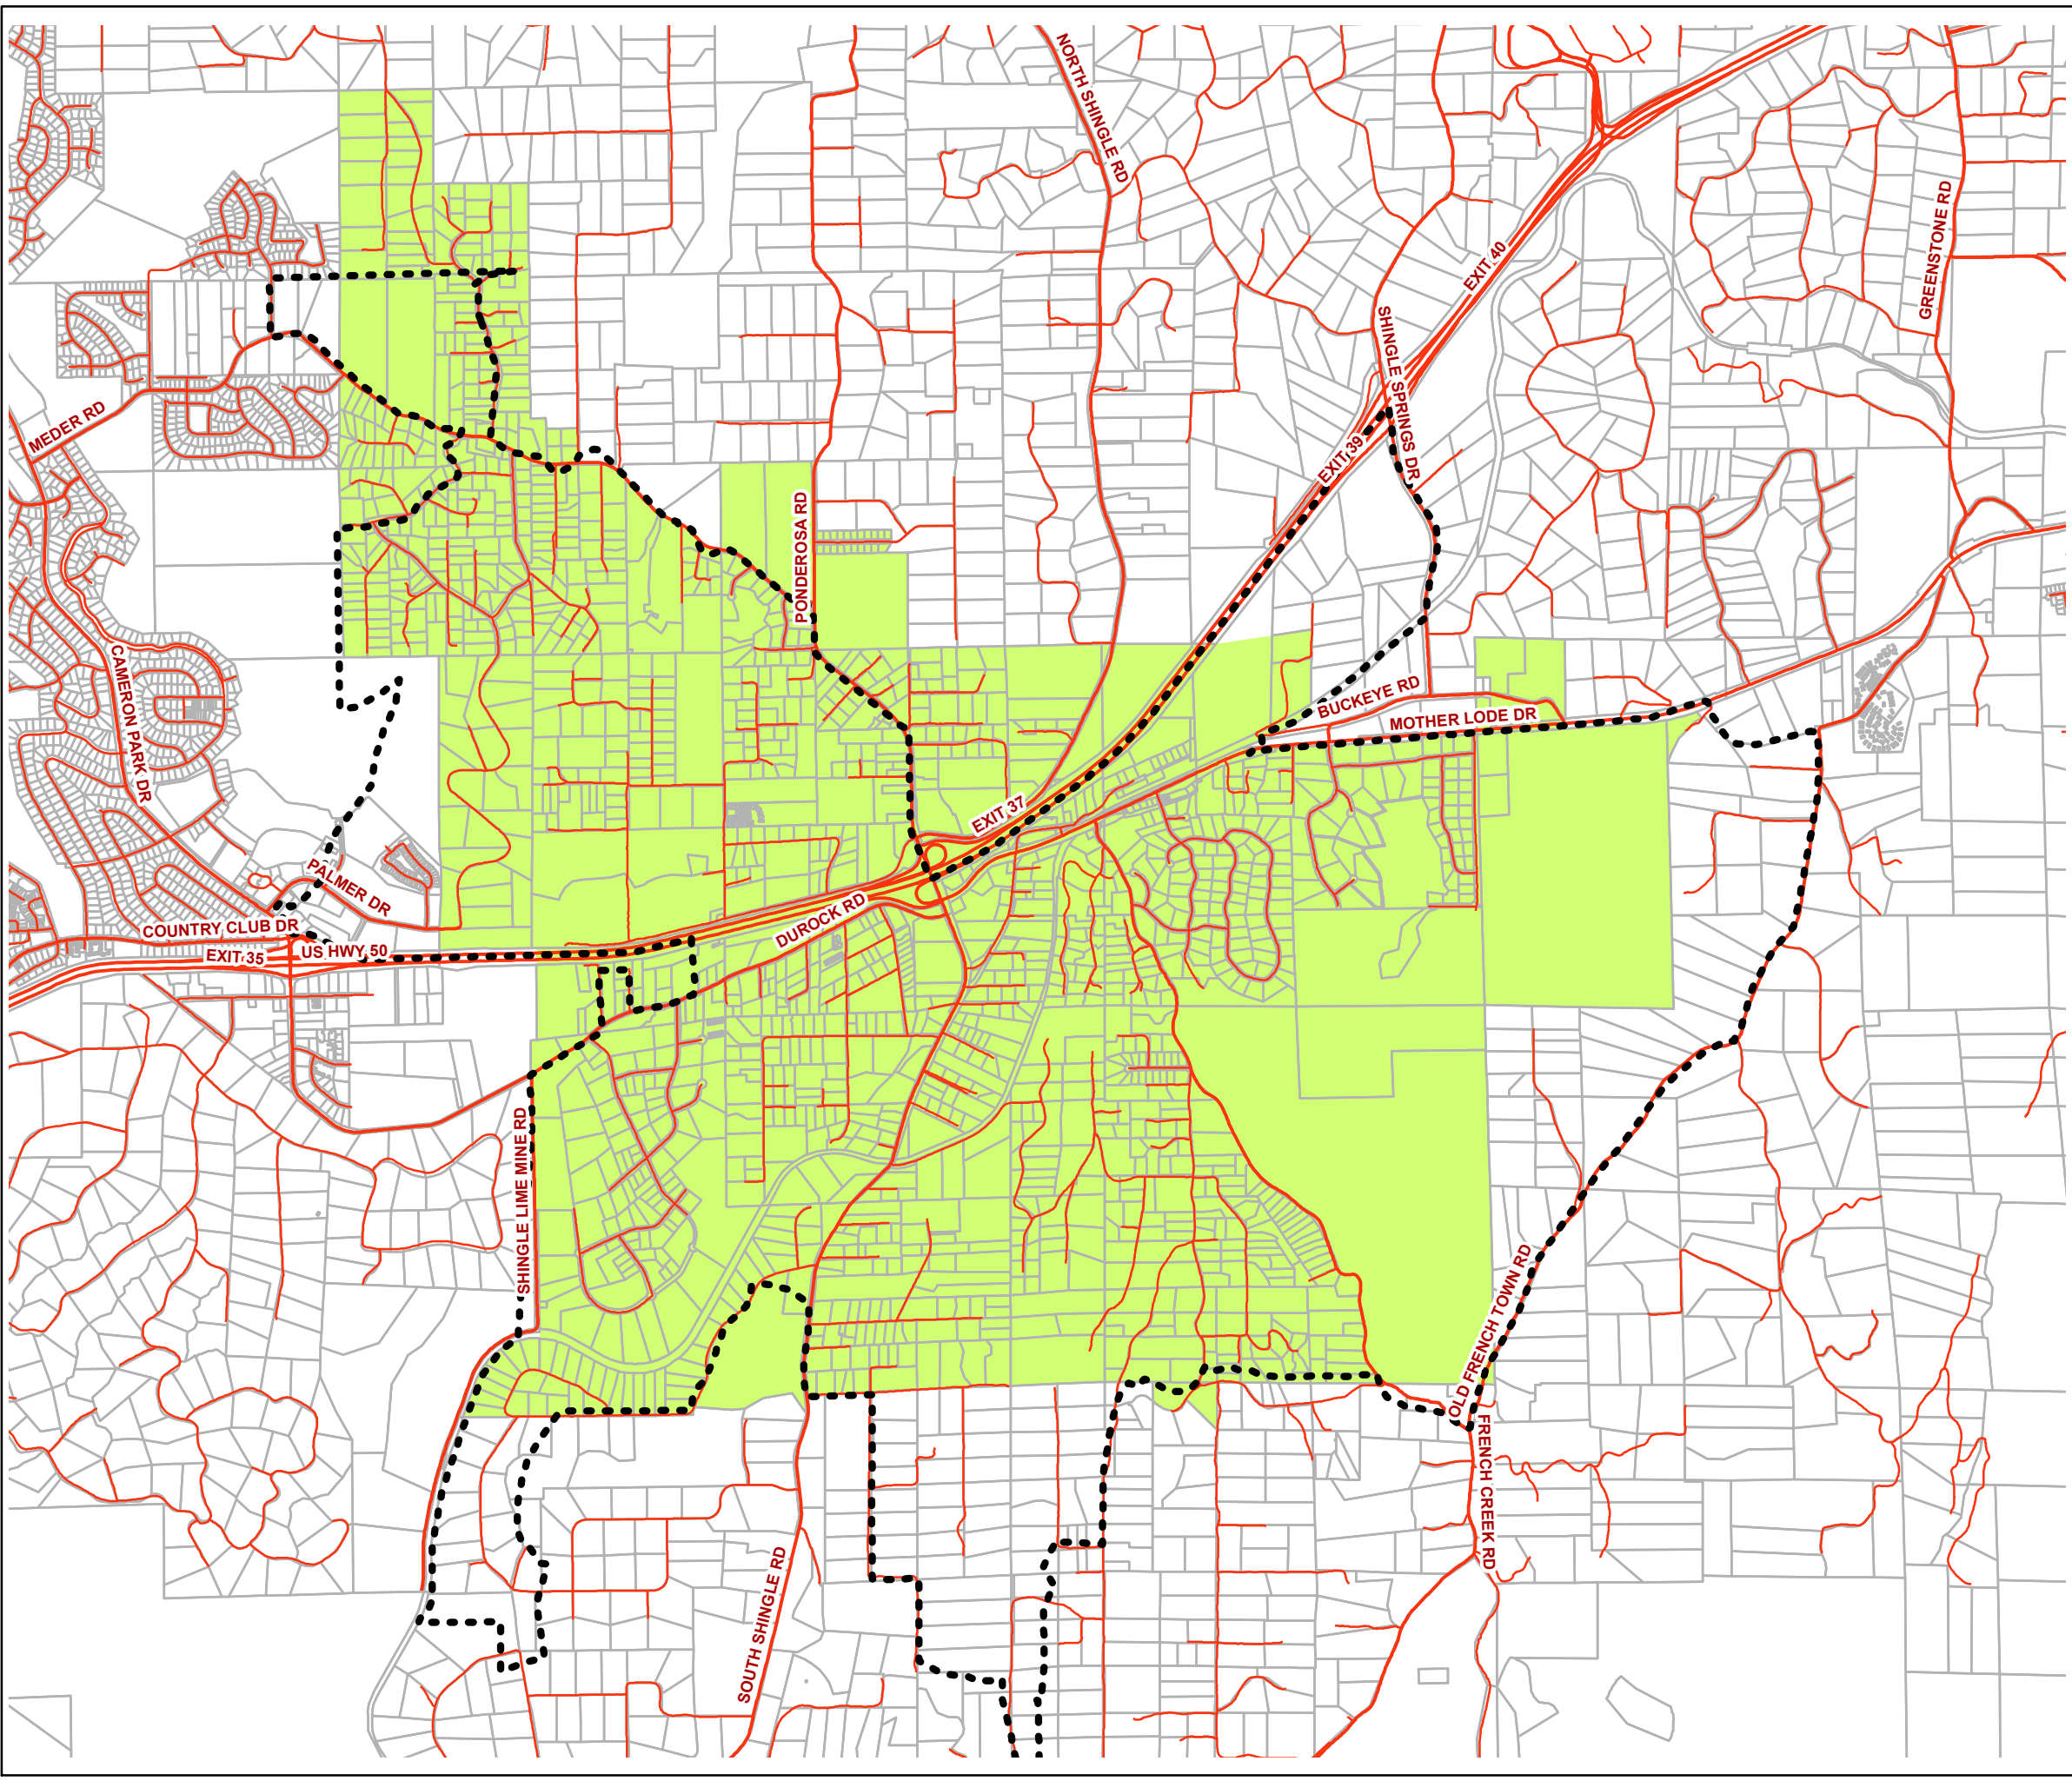 NORTH SHINGLE RD
GREENSTONE RD
EXIT 40
SHINGLE SPRINGS DR
MEDER RD
EXIT 39
PONDEROSA RD
CAMERON PARK DR
BUCKEYE RD
MOTHER LODE DR
EXIT 37
PALMER DR
DUROCK RD
COUNTRY CLUB DR
US HWY 50
EXIT 35
SHINGLE LIME MINE RD
OLD FRENCH TOWN RD
FRENCH CREEK RD
SOUTH SHINGLE RD